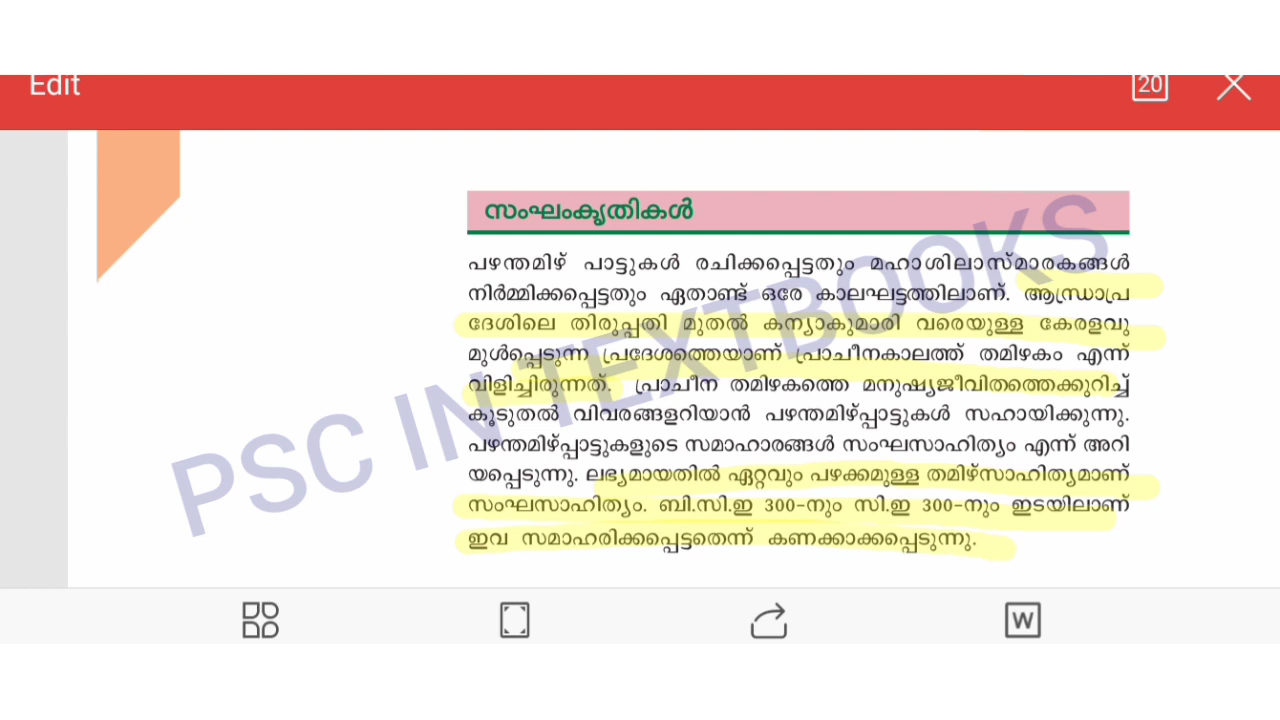 Edit
20
സംഘംകൃതികൾ
പഴന്തമിഴ് പാട്ടുകൾ രചിക്കപ്പെട്ടതും മഹാശിലാസ്മാരകങ്ങൾ
നിർമ്മിക്കപ്പെട്ടതും ഏതാണ്ട് ഒരേ കാലഘട്ടത്തിലാണ്. ആന്ധ്രാപ്ര
ദേശിലെ തിരുപ്പതി മുതൽ കന്യാകുമാരി വരെയുള്ള കേരളവു
മുൾപ്പെടുന്ന പ്രദേശത്തെയാണ് പ്രാചീനകാലത്ത് തമിഴകം എന്ന്
വിളിച്ചിരുന്നത്. പ്രാചീന തമിഴകത്തെ മനുഷ്യജീവിതത്തെക്കുറിച്ച്
കൂടുതൽ വിവരങ്ങളറിയാൻ പഴന്തമിഴ്പ്പാട്ടുകൾ സഹായിക്കുന്നു.
പഴന്തമിഴ്പ്പാട്ടുകളുടെ സമാഹാരങ്ങൾ സംഘസാഹിത്യം എന്ന് അറി
യപ്പെടുന്നു. ലഭ്യമായതിൽ ഏറ്റവും പഴക്കമുള്ള തമിഴ്സാഹിത്യമാണ്
സംഘസാഹിത്യം. ബി.സി.ഇ 300-നും സി.ഇ 300-നും ഇടയിലാണ്
ഇവ സമാഹരിക്കപ്പെട്ടതെന്ന് കണക്കാക്കപ്പെടുന്നു.
PSC IN TEXTBOOKS
W